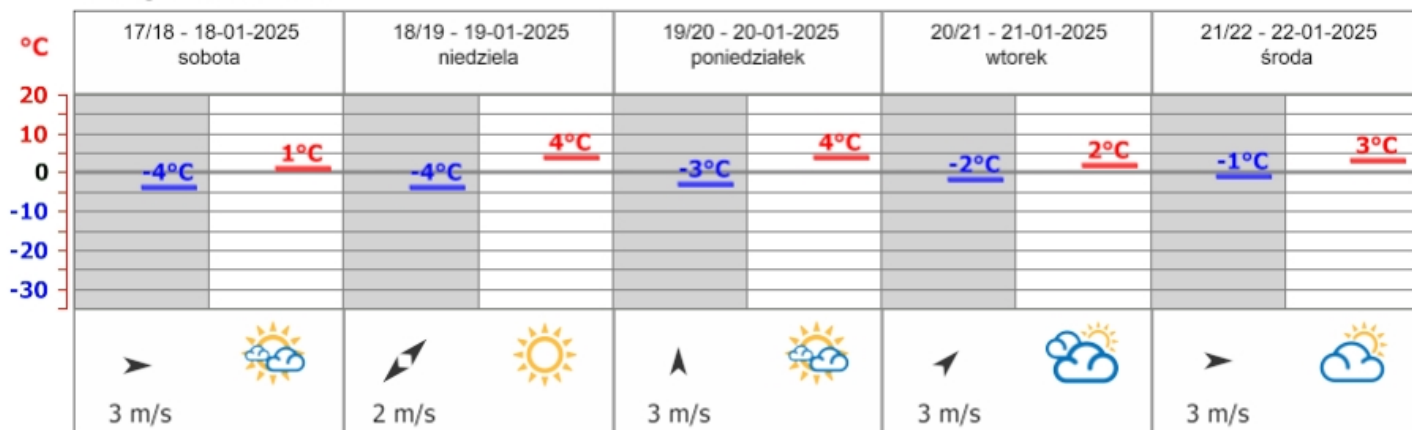 °C
17/18 - 18-01-2025
sobota
18/19 - 19-01-2025
niedziela
19/20 - 20-01-2025
poniedziałek
20/21 - 21-01-2025
wtorek
21/22 - 22-01-2025
środa
20
10
0
-10
-20
-30
-4°C
1°C
-4°C
4°C
-3°C
4°C
-2°C
2°C
-1°C
3°C
3 m/s
2 m/s
3 m/s
3 m/s
3 m/s